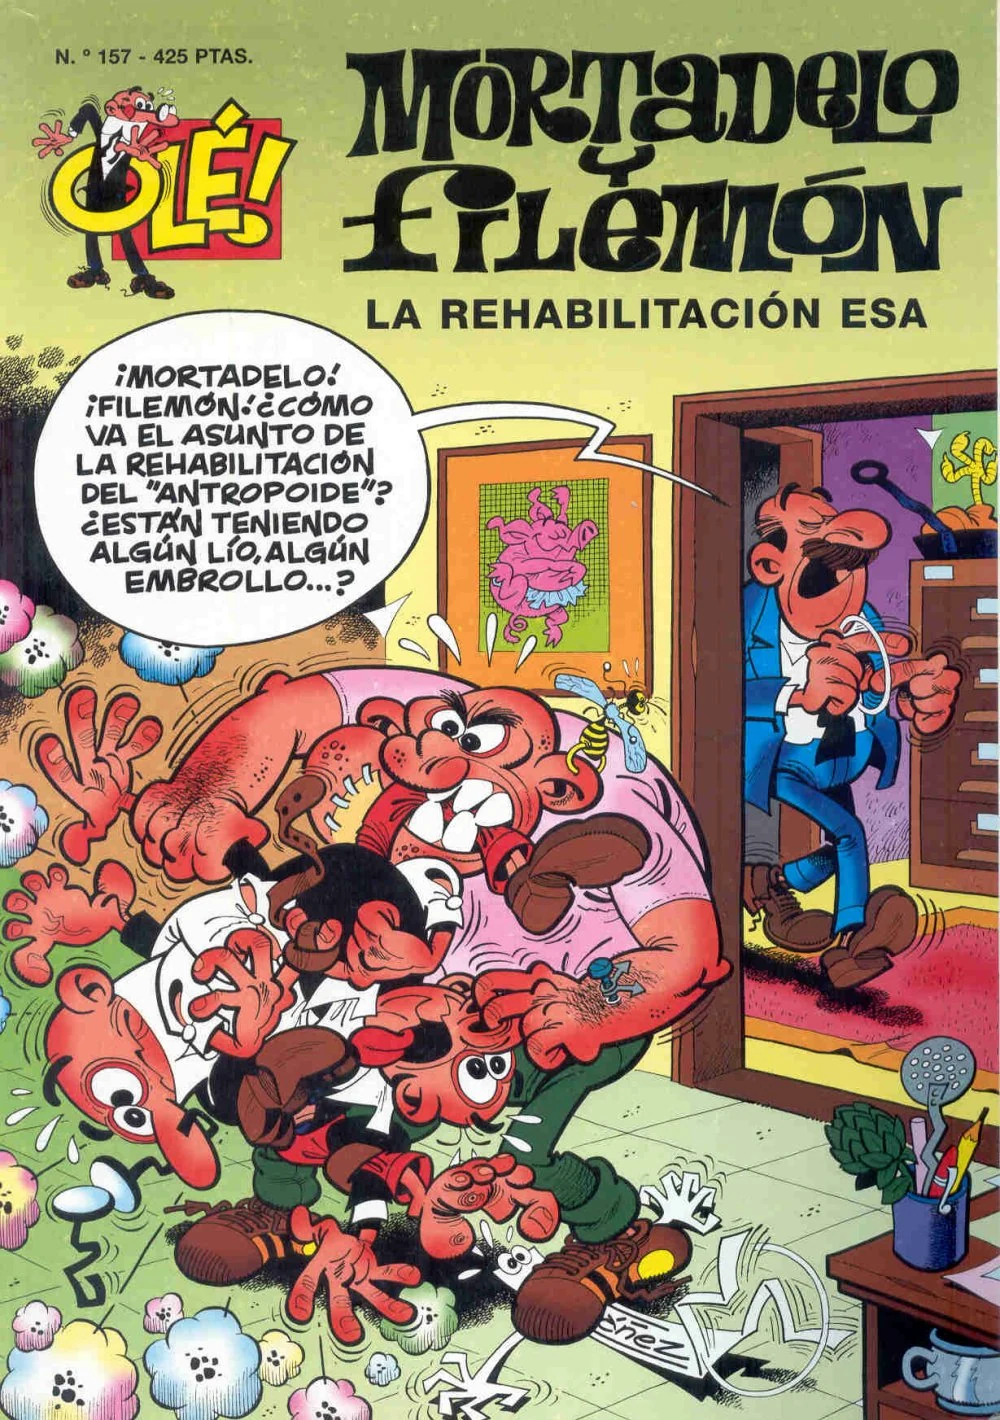 N.º 157 - 425 PTAS.
OLÉ!
MORTADELO
Y
FILEMÓN
LA REHABILITACIÓN ESA
¡MORTADELO!
¡FILEMÓN! ¿CÓMO
VA EL ASUNTO DE
LA REHABILITACIÓN
DEL "ANTROPOIDE"?
¿ESTÁN TENIENDO
ALGÚN LÍO, ALGÚN
EMBROLLO...?
áñez